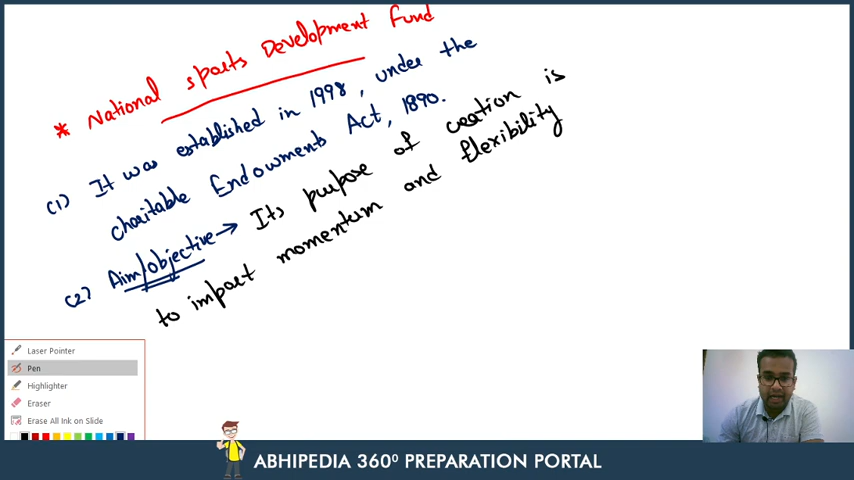 * National sports Development Fund
(1) It was established in 1998, under the
charitable Endowments Act, 1890.
(2) Aim/objective → Its purpose of creation is
to impart momentum and flexibility
Laser Pointer
Pen
Highlighter
Eraser
Erase All Ink on Slide
ABHIPEDIA 360⁰ PREPARATION PORTAL